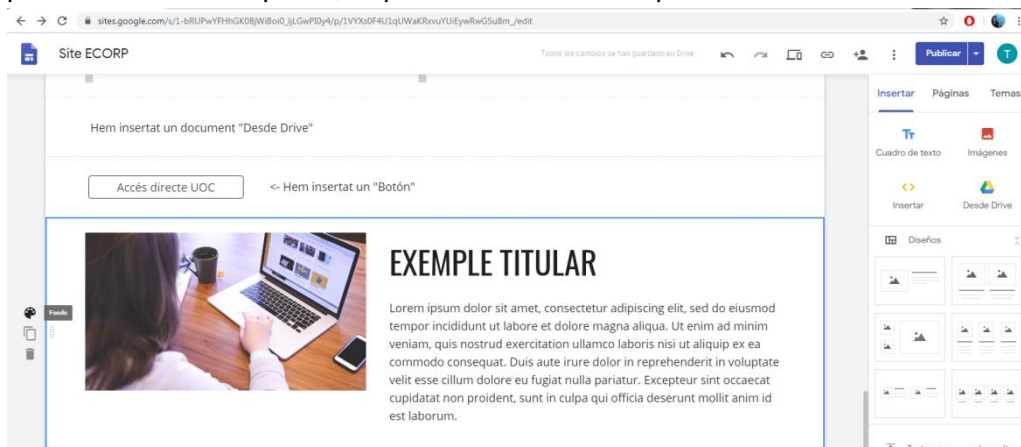 sites.google.com/s/1-bRUPwYFHhGK08jWi8oi0_ljLGwPI0y4/p/1VYXs0F4U1qUWaKRxvuYUiEywRwGSu8m_/edit
Site ECORP
Todos los cambios se han guardado en Drive
Publicar
T
Insertar Páginas Temas
Hem insertat un document "Desde Drive"
Tт
Cuadro de texto Imágenes
Accés directe UOC <- Hem insertat un "Botón"
Insertar Desde Drive
Diseños
EXEMPLE TITULAR
Fondo
Lorem ipsum dolor sit amet, consectetur adipiscing elit, sed do eiusmod
tempor incididunt ut labore et dolore magna aliqua. Ut enim ad minim
veniam, quis nostrud exercitation ullamco laboris nisi ut aliquip ex ea
commodo consequat. Duis aute irure dolor in reprehenderit in voluptate
velit esse cillum dolore eu fugiat nulla pariatur. Excepteur sint occaecat
cupidatat non proident, sunt in culpa qui officia deserunt mollit anim id
est laborum.